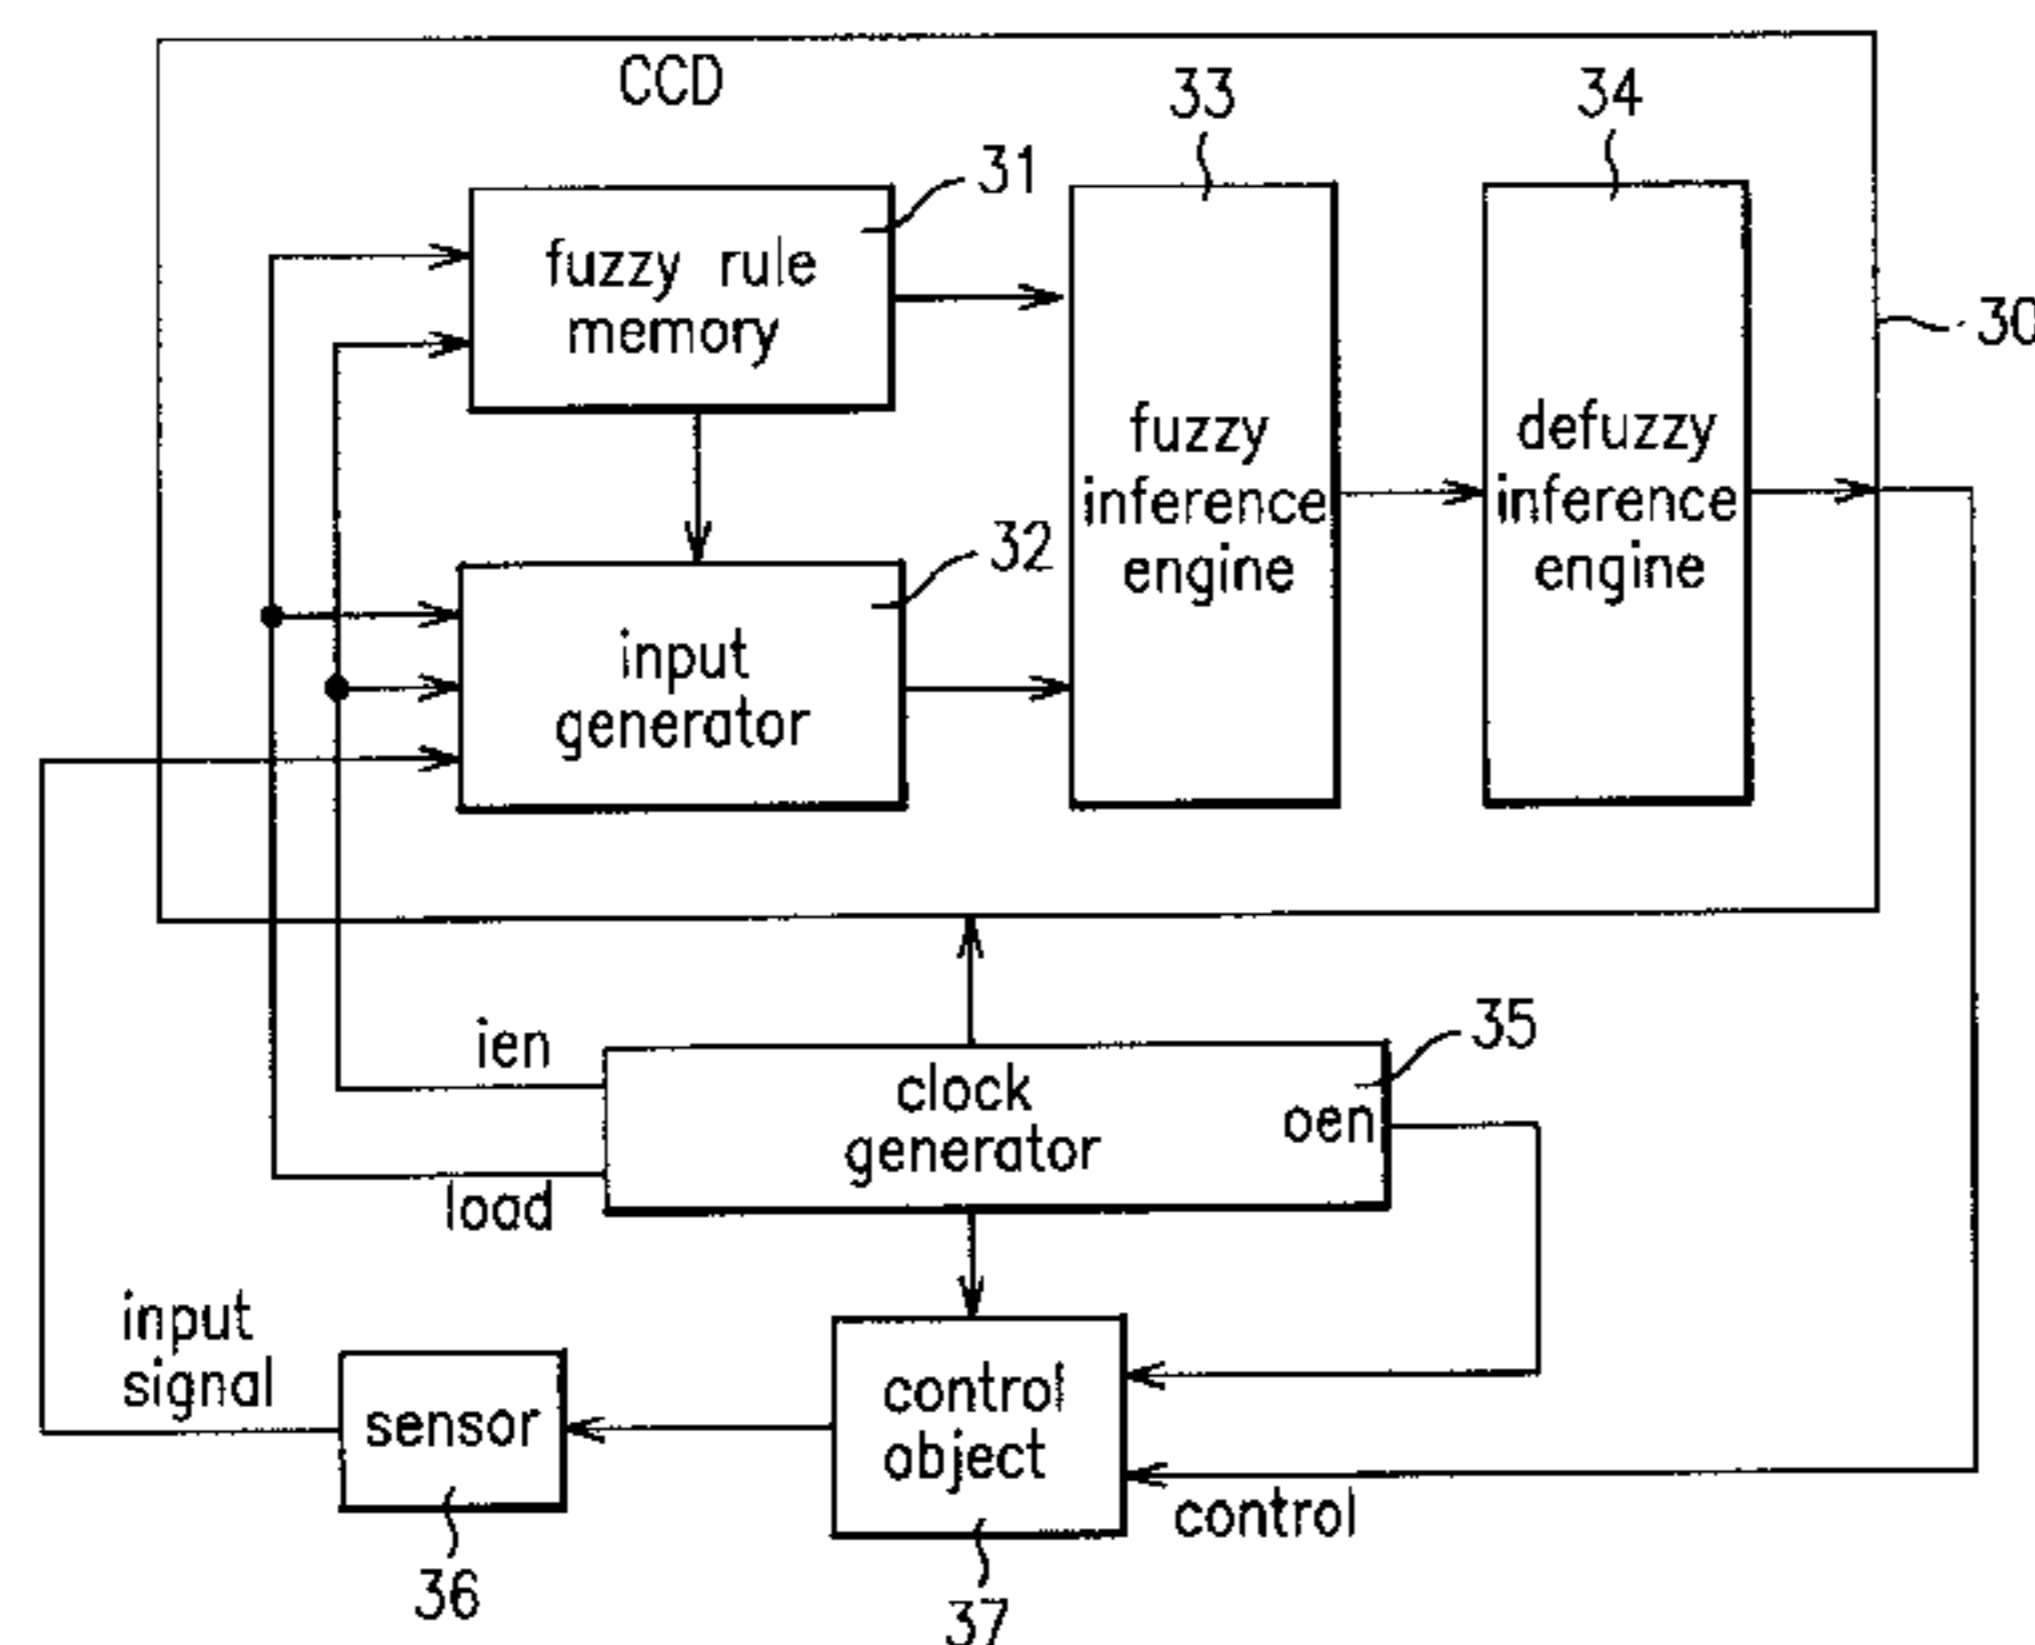 CCD
33
34
31
fuzzy rule
memory
30
fuzzy
inference
engine
defuzzy
inference
engine
32
input
generator
ien
35
clock
generator
oen
load
input
signal
sensor
control
object
control
36
37